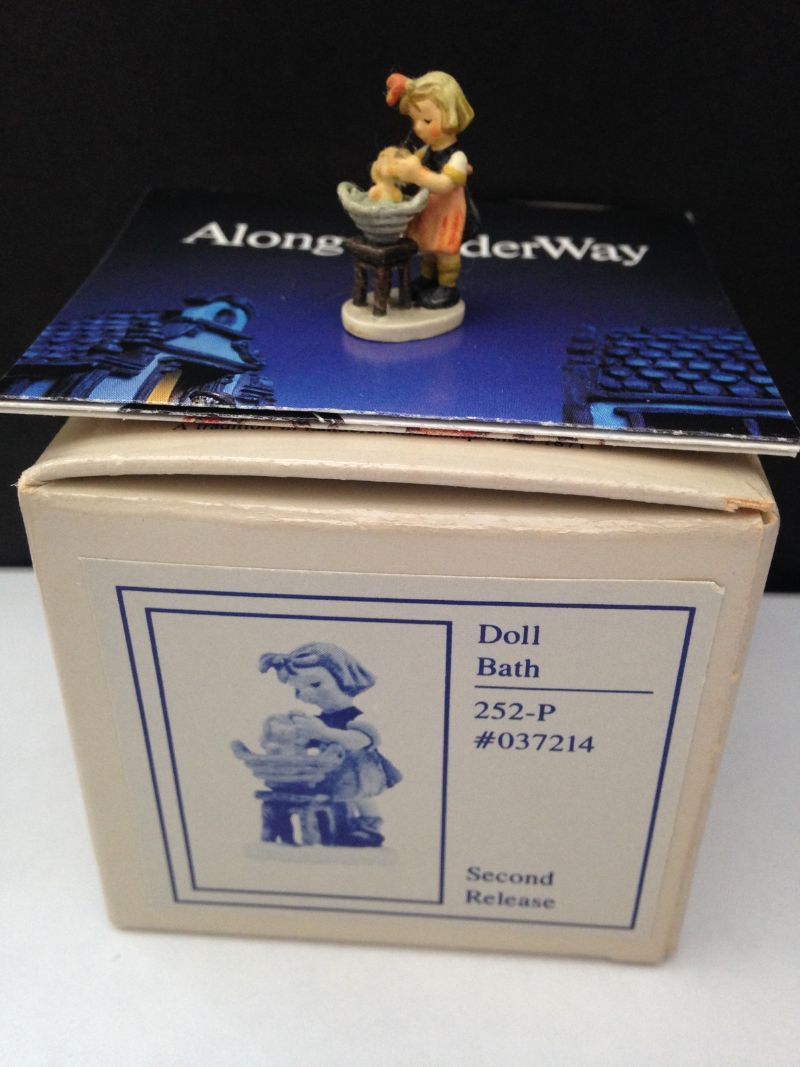 Along derWay
Doll
Bath
252-P
#037214
Second
Release